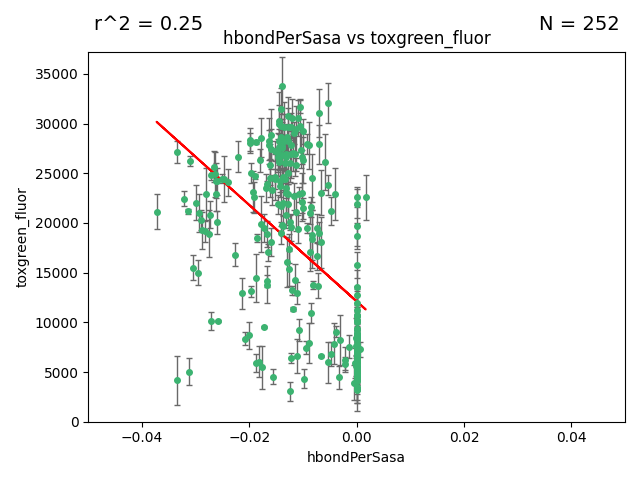 r^2 = 0.25
N = 252
hbondPerSasa vs toxgreen_fluor
35000
30000
25000
20000
15000
10000
5000
0
toxgreen_fluor
−0.04
−0.02
0.00
0.02
0.04
hbondPerSasa